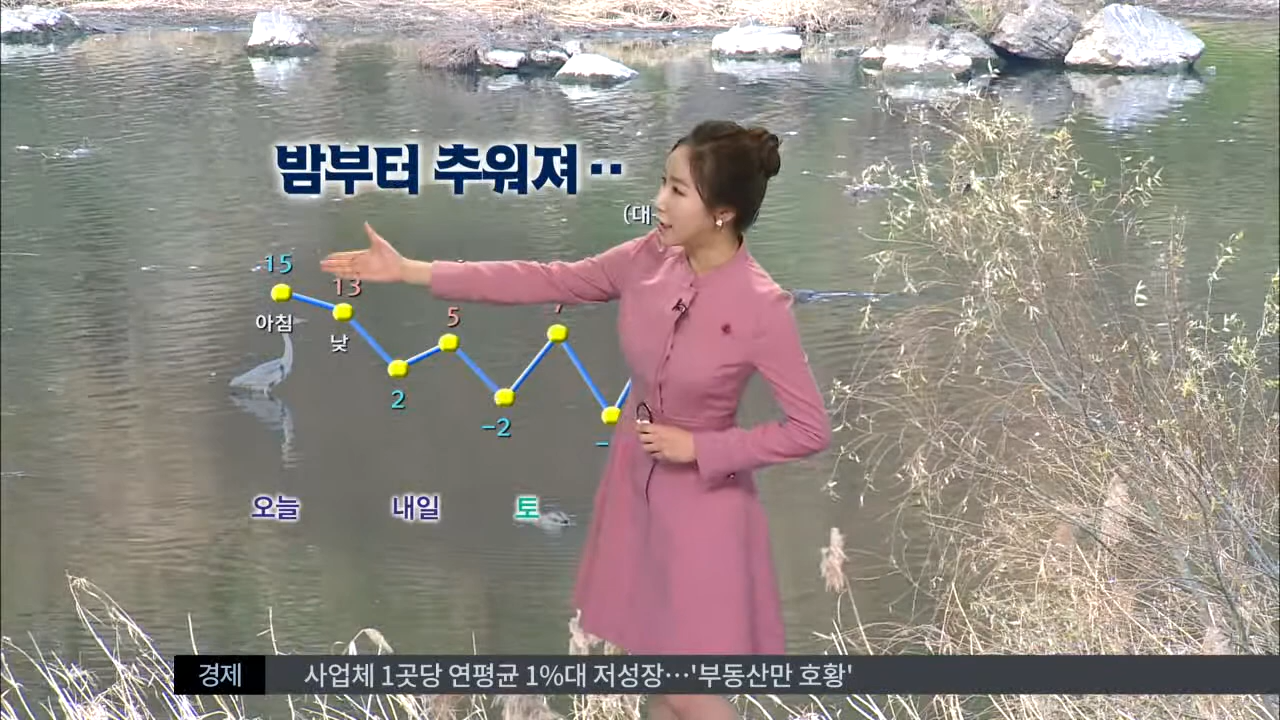 밤부터 추워져··
(대
15
13
아침
낮
5
7
2
-2
-
오늘 내일 토
경제 사업체 1곳당 연평균 1%대 저성장…'부동산만 호황'